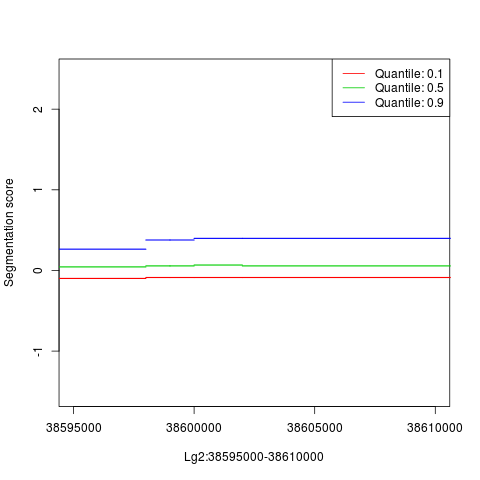 Quantile: 0.1
Quantile: 0.5
Quantile: 0.9
Segmentation score
2
1
0
-1
38595000 38600000 38605000 38610000
Lg2:38595000-38610000